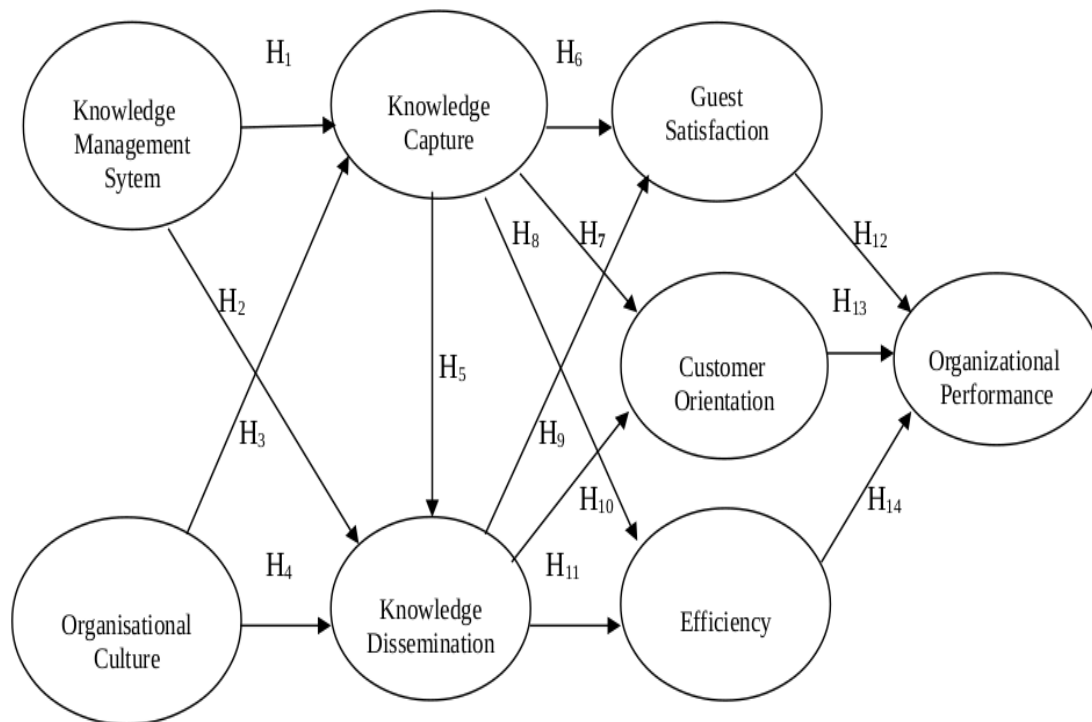 H1
Knowledge
Management
Sytem
Knowledge
Capture
H6
Guest
Satisfaction
H2
H8
H7
H12
H3
H5
H9
H13
Customer
Orientation
Organizational
Performance
H10
H14
H4
H11
Organisational
Culture
Knowledge
Dissemination
Efficiency